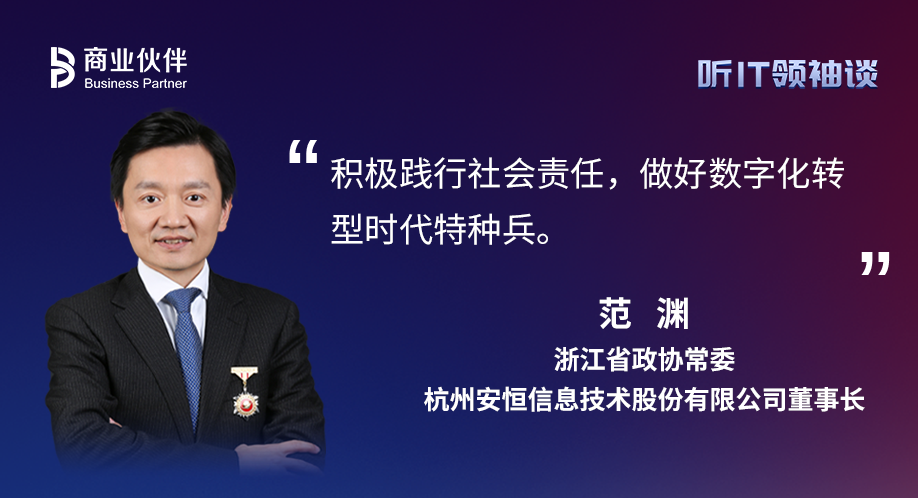 商业伙伴
Business Partner
听IT领袖谈
“
积极践行社会责任，做好数字化转
型时代特种兵。
”
范 渊
浙江省政协常委
杭州安恒信息技术股份有限公司董事长